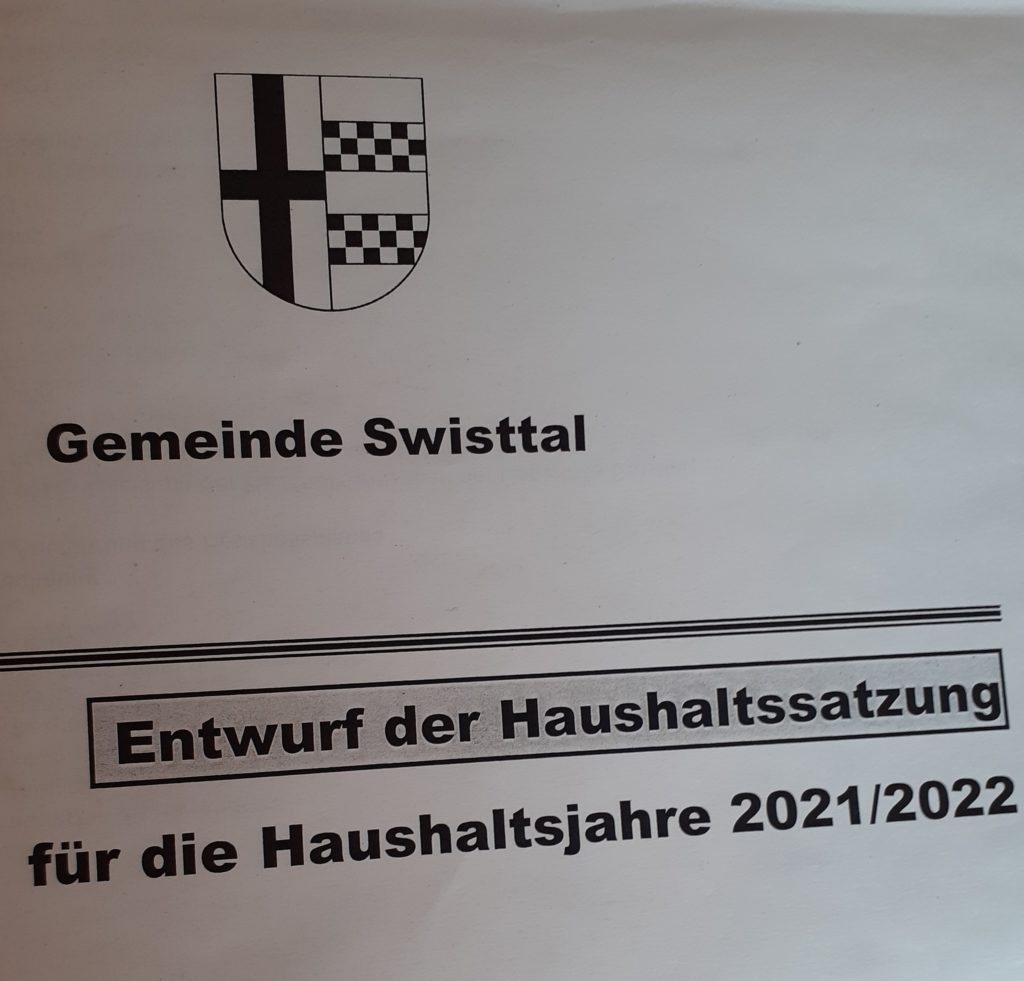 Gemeinde Swisttal
Entwurf der Haushaltssatzung
für die Haushaltsjahre 2021/2022